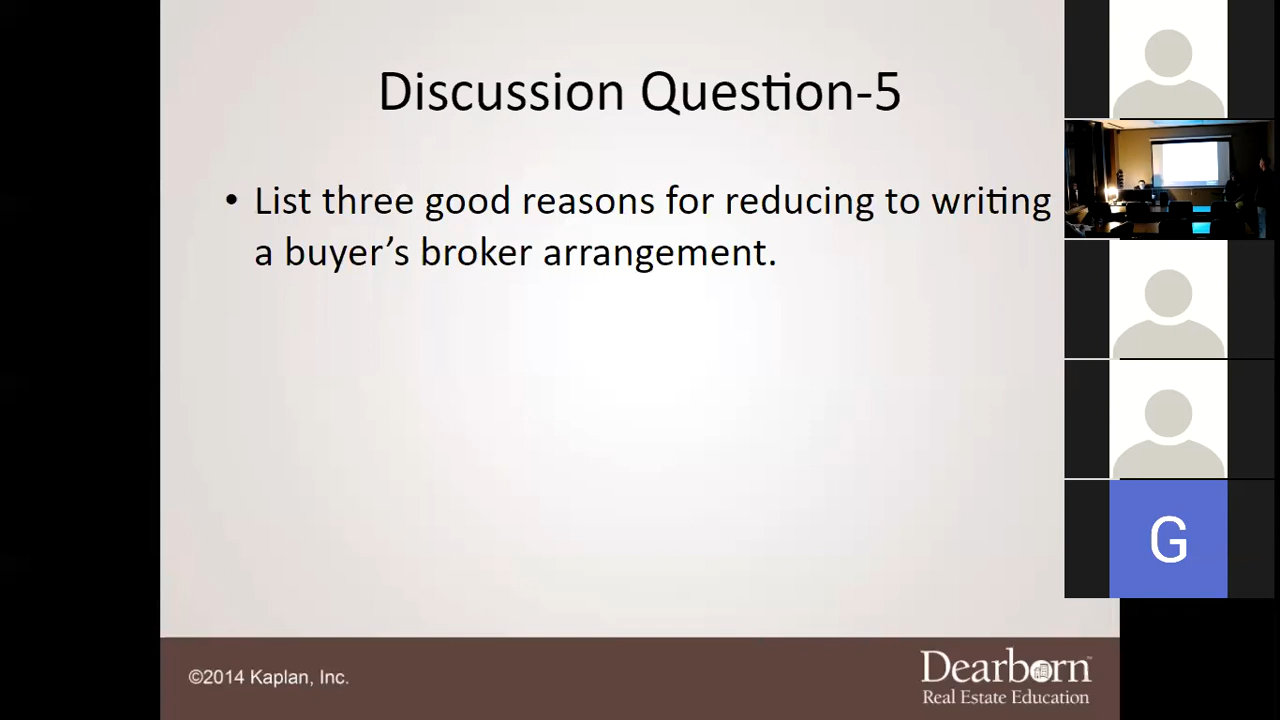 Discussion Question-5
• List three good reasons for reducing to writing
a buyer's broker arrangement.
G
©2014 Kaplan, Inc.
Dearborn™
Real Estate Education